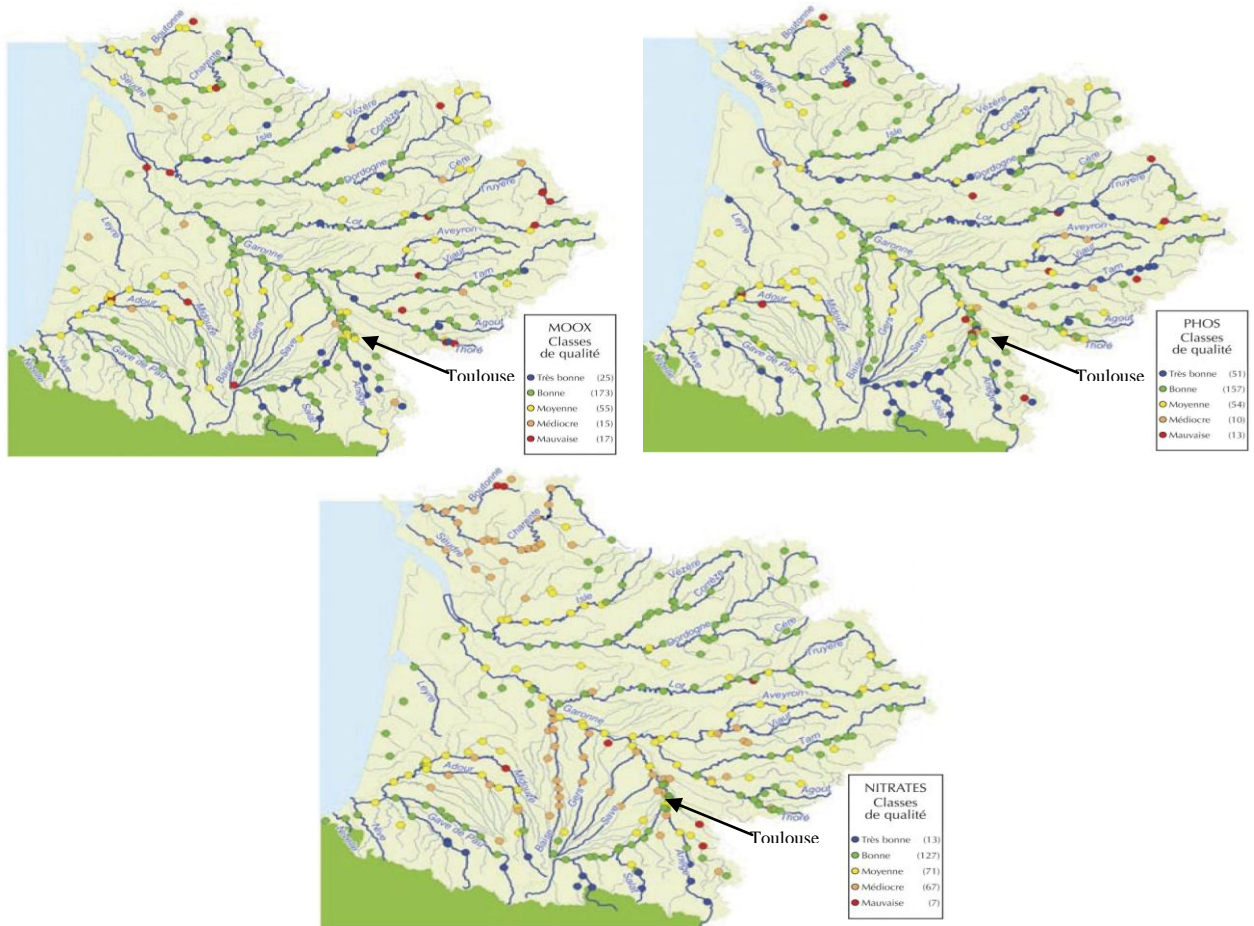 Boutonne
Charente
Seudre
Isle
Vézère
Corrèze
Dordogne
Cère
Truyère
Lot
Aveyron
Viaur
Tarn
Agout
Thoré
Leyre
Garonne
Adour
Midouze
Baïse
Gers
Save
Gave de Pau
Nive
Salat
Ariège
Toulouse
MOOX
Classes
de qualité
Très bonne (25)
Bonne (173)
Moyenne (55)
Médiocre (15)
Mauvaise (17)
Boutonne
Charente
Seudre
Isle
Vézère
Corrèze
Dordogne
Cère
Truyère
Lot
Aveyron
Viaur
Tarn
Agout
Thoré
Leyre
Garonne
Adour
Midouze
Baïse
Gers
Save
Gave de Pau
Nive
Salat
Ariège
Toulouse
PHOS
Classes
de qualité
Très bonne (51)
Bonne (157)
Moyenne (54)
Médiocre (10)
Mauvaise (13)
Boutonne
Charente
Seudre
Isle
Vézère
Corrèze
Dordogne
Cère
Truyère
Lot
Aveyron
Viaur
Tarn
Agout
Thoré
Leyre
Garonne
Adour
Midouze
Baïse
Gers
Save
Gave de Pau
Nive
Salat
Ariège
Toulouse
NITRATES
Classes
de qualité
Très bonne (13)
Bonne (127)
Moyenne (71)
Médiocre (67)
Mauvaise (7)